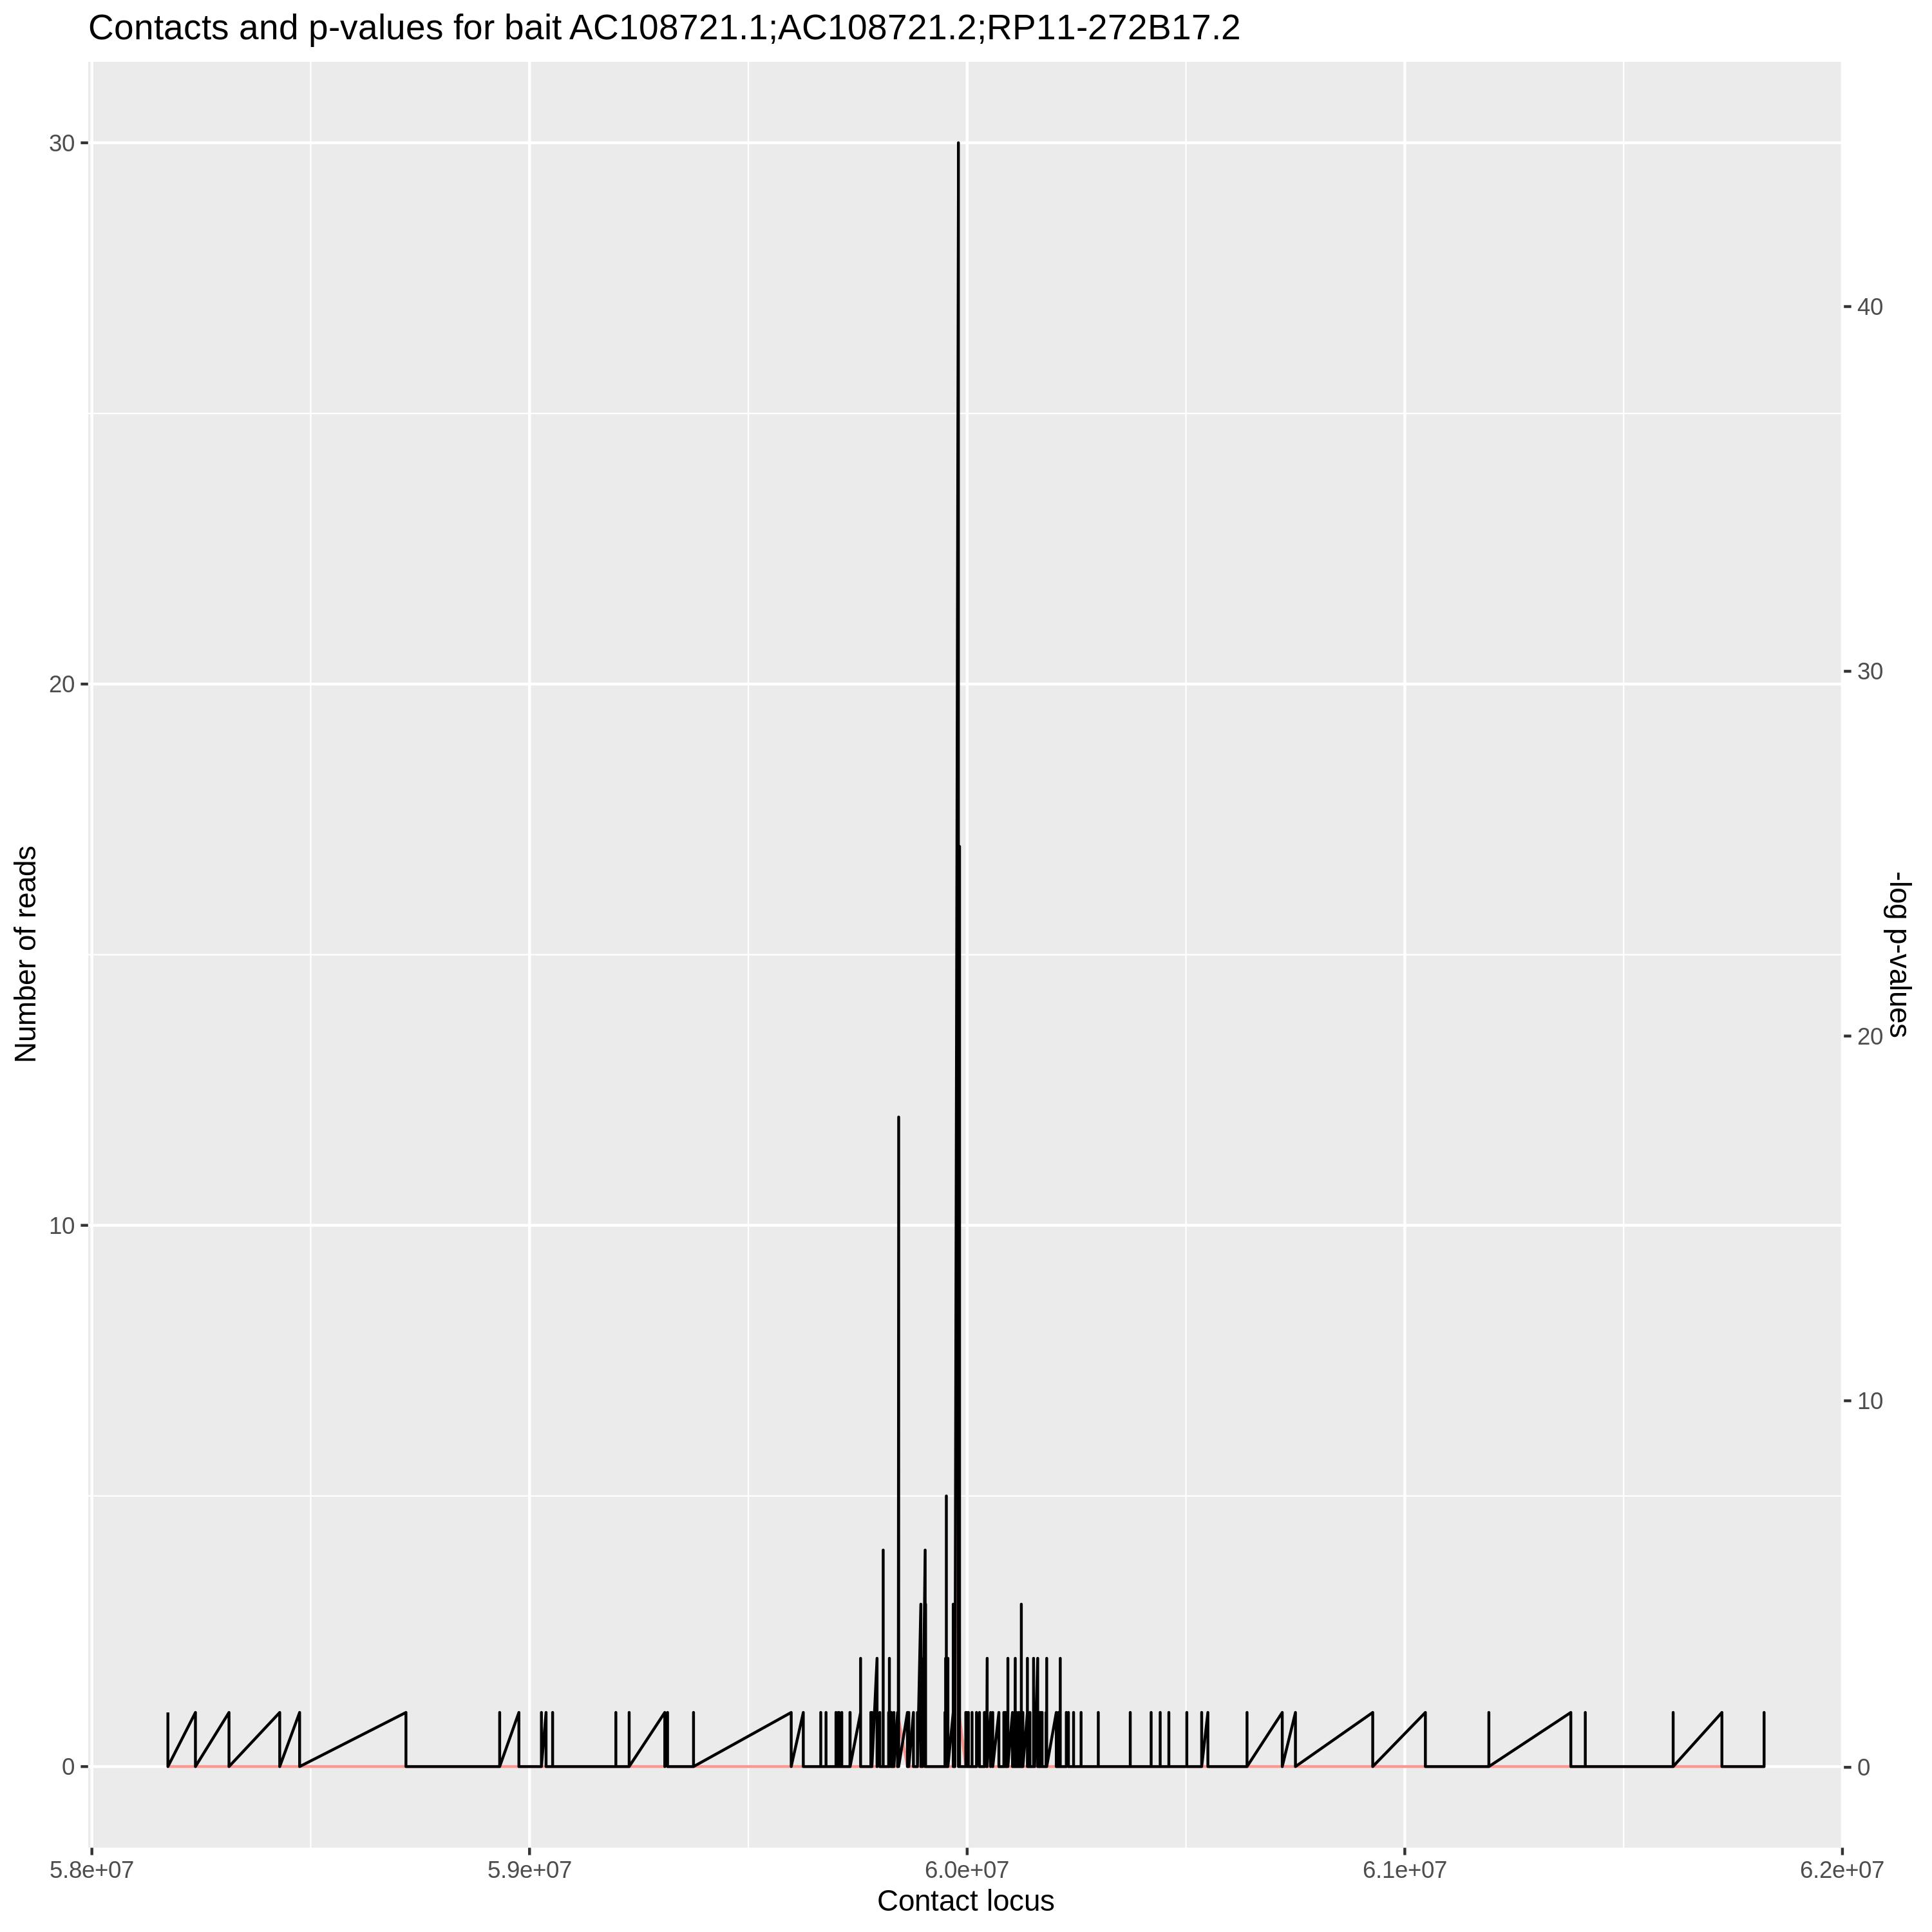 Contacts and p-values for bait AC108721.1;AC108721.2;RP11-272B17.2
30
20
10
0
Number of reads
40
30
20
10
0
-log p-values
5.8e+07
5.9e+07
6.0e+07
6.1e+07
6.2e+07
Contact locus